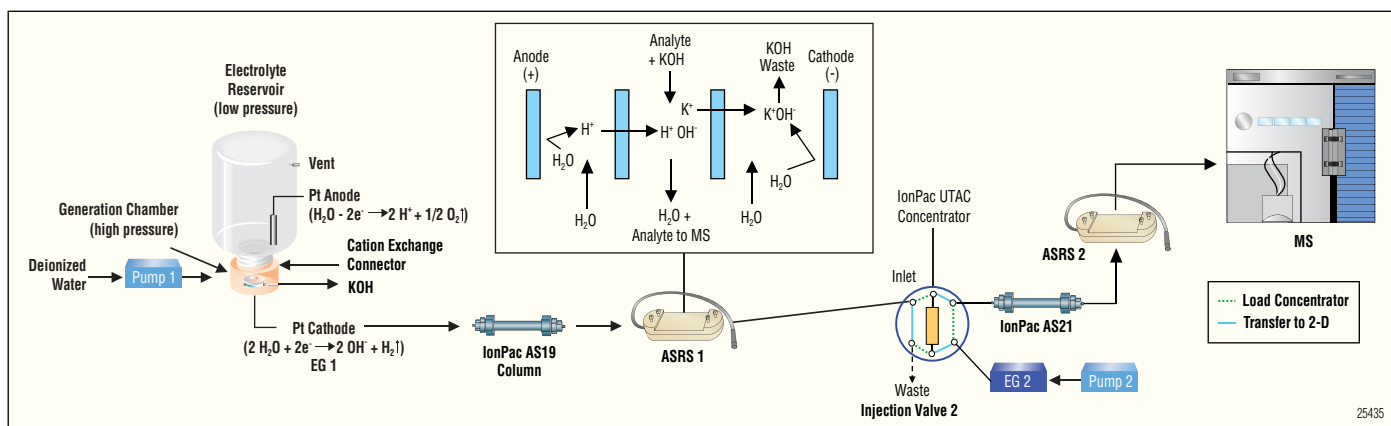 Electrolyte
Reservoir
(low pressure)
Vent
Pt Anode
(H₂O - 2e⁻ → 2 H⁺ + 1/2 O₂↑)
Generation Chamber
(high pressure)
Cation Exchange
Connector
Deionized
Water
Pump 1
KOH
Pt Cathode
(2 H₂O + 2e⁻ → 2 OH⁻ + H₂↑)
EG 1
IonPac AS19
Column
ASRS 1
Anode
(+)
Analyte
+ KOH
KOH
Waste
Cathode
(-)
K⁺
H⁺
H⁺ OH⁻
K⁺OH⁻
H₂O
H₂O
H₂O
H₂O
H₂O +
Analyte to MS
IonPac UTAC
Concentrator
Inlet
Waste
Injection Valve 2
IonPac AS21
EG 2
Pump 2
ASRS 2
MS
Load Concentrator
Transfer to 2-D
25435